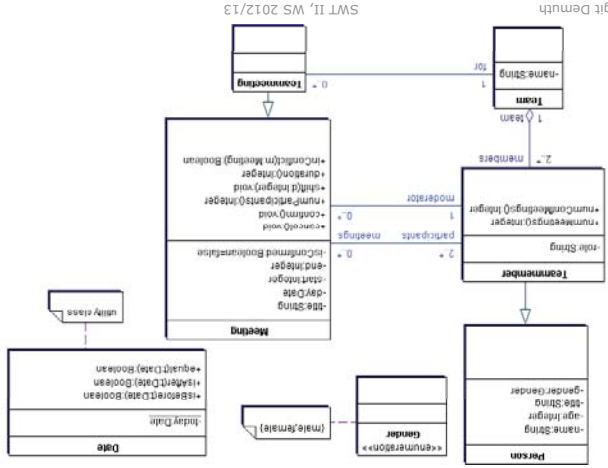 Person
-name:String
-age:Integer
-title:String
-gender:Gender
<<enumeration>>
Gender
{male,female}
Date
-today:Date
+isBefore(t:Date):Boolean
+isAfter(t:Date):Boolean
+equal(t:Date):Boolean
utility class
Teammember
-role:String
+numMeetings():Integer
+numConfMeetings():Integer
Meeting
-title:String
-day:Date
-start:Integer
-end:Integer
-isConfirmed:Boolean=false
+cancel():void
+confirm():void
+numParticipants():Integer
+shift(d:Integer):void
+duration():Integer
+inConflict(m:Meeting):Boolean
2..*
0..*
participants
meetings
1
0..*
moderator
2..*
members
1
team
Team
-name:String
1
for
0..*
Teammeeting
git Demuth
SWT II, WS 2012/13